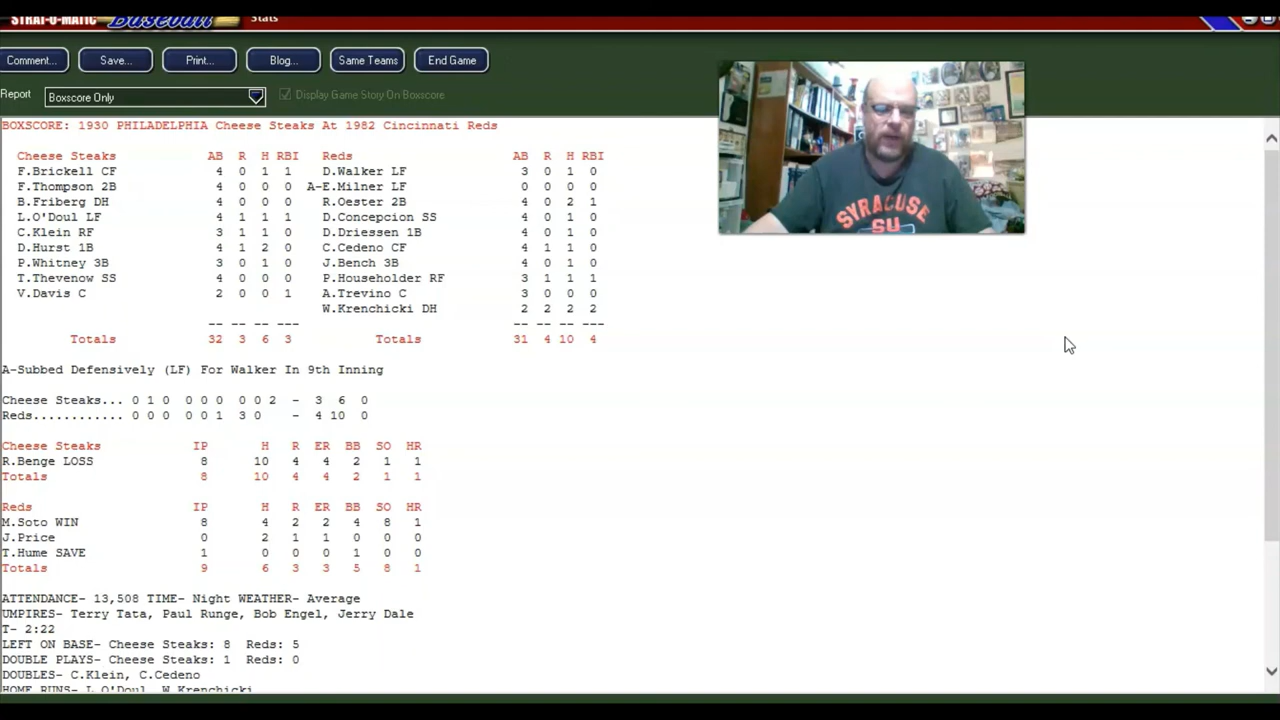 STRAT-O-MATIC Baseball Stats
Comment... Save... Print... Blog... Same Teams End Game
Report Boxscore Only Display Game Story On Boxscore
BOXSCORE: 1930 PHILADELPHIA Cheese Steaks At 1982 Cincinnati Reds
Cheese Steaks AB R H RBI Reds AB R H RBI
F.Brickell CF 4 0 1 1 D.Walker LF 3 0 1 0
F.Thompson 2B 4 0 0 0 A-E.Milner LF 0 0 0 0
B.Friberg DH 4 0 0 0 R.Oester 2B 4 0 2 1
L.O'Doul LF 4 1 1 1 D.Concepcion SS 4 0 1 0
C.Klein RF 3 1 1 0 D.Driessen 1B 4 0 1 0
D.Hurst 1B 4 1 2 0 C.Cedeno CF 4 1 1 0
P.Whitney 3B 3 0 1 0 J.Bench 3B 4 0 1 0
T.Thevenow SS 4 0 0 0 P.Householder RF 3 1 1 1
V.Davis C 2 0 0 1 A.Trevino C 3 0 0 0
W.Krenchicki DH 2 2 2 2
-- -- -- --- -- -- -- ---
Totals 32 3 6 3 Totals 31 4 10 4
A-Subbed Defensively (LF) For Walker In 9th Inning
Cheese Steaks... 0 1 0 0 0 0 0 0 2 - 3 6 0
Reds............ 0 0 0 0 0 1 3 0 - 4 10 0
Cheese Steaks IP H R ER BB SO HR
R.Benge LOSS 8 10 4 4 2 1 1
Totals 8 10 4 4 2 1 1
Reds IP H R ER BB SO HR
M.Soto WIN 8 4 2 2 4 8 1
J.Price 0 2 1 1 0 0 0
T.Hume SAVE 1 0 0 0 1 0 0
Totals 9 6 3 3 5 8 1
ATTENDANCE- 13,508 TIME- Night WEATHER- Average
UMPIRES- Terry Tata, Paul Runge, Bob Engel, Jerry Dale
T- 2:22
LEFT ON BASE- Cheese Steaks: 8 Reds: 5
DOUBLE PLAYS- Cheese Steaks: 1 Reds: 0
DOUBLES- C.Klein, C.Cedeno
HOME RUNS- L.O'Doul, W.Krenchicki
SYRACUSE
SU